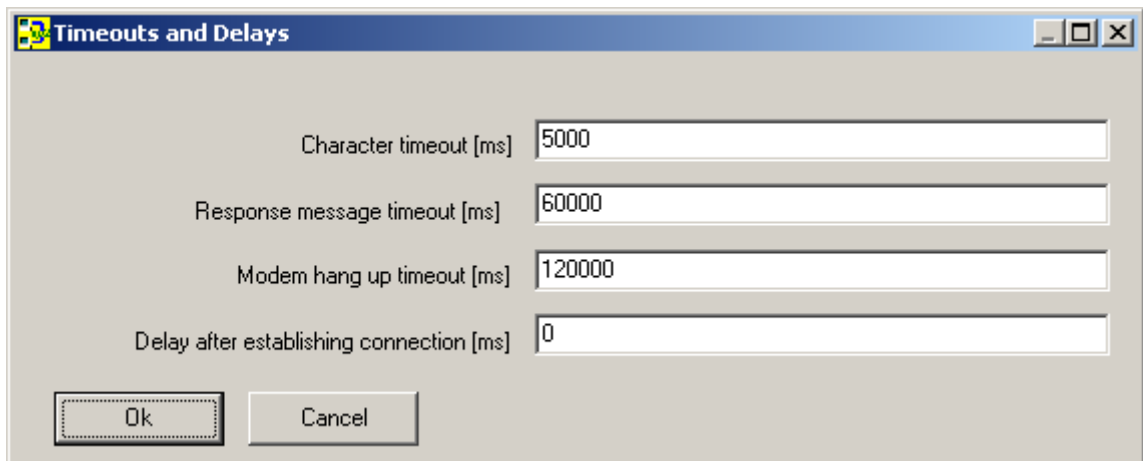 Timeouts and Delays
Character timeout [ms] 5000
Response message timeout [ms] 60000
Modem hang up timeout [ms] 120000
Delay after establishing connection [ms] 0
Ok Cancel